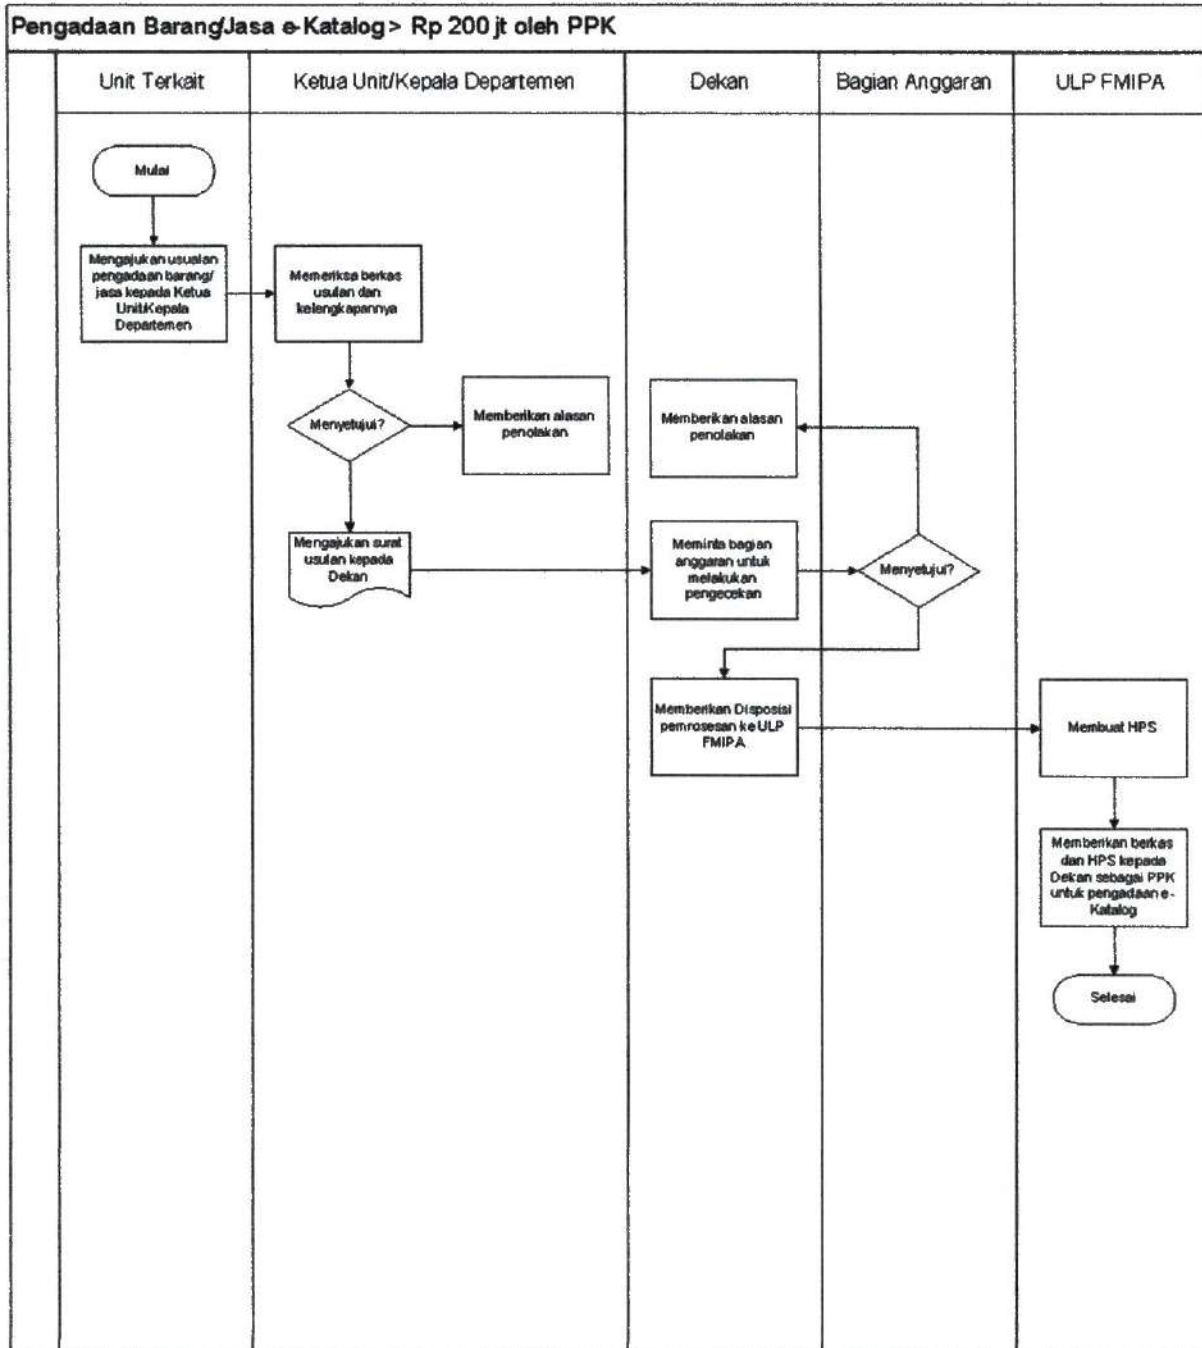 Pengadaan Barang/Jasa e-Katalog > Rp 200 jt oleh PPK
Unit Terkait
Ketua Unit/Kepala Departemen
Dekan
Bagian Anggaran
ULP FMIPA
Mulai
Mengajukan usualan
pengadaan barang/
jasa kepada Ketua
Unit/Kepala
Departemen
Memeriksa berkas
usulan dan
kelengkapannya
Menyetujui?
Memberikan alasan
penolakan
Memberikan alasan
penolakan
Mengajukan surat
usulan kepada
Dekan
Meminta bagian
anggaran untuk
melakukan
pengecekan
Menyetujui?
Memberikan Disposisi
pemrosesan ke ULP
FMIPA
Membuat HPS
Memberikan berkas
dan HPS kepada
Dekan sebagai PPK
untuk pengadaan e-
Katalog
Selesai